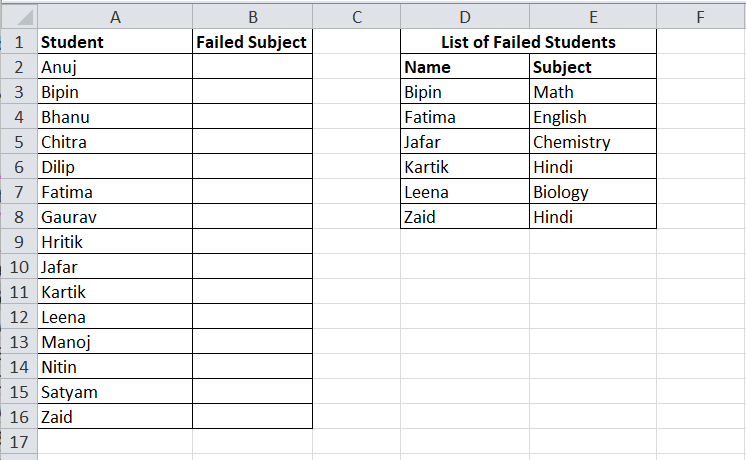 A B C D E F
1 Student Failed Subject List of Failed Students
2 Anuj Name Subject
3 Bipin Bipin Math
4 Bhanu Fatima English
5 Chitra Jafar Chemistry
6 Dilip Kartik Hindi
7 Fatima Leena Biology
8 Gaurav Zaid Hindi
9 Hritik
10 Jafar
11 Kartik
12 Leena
13 Manoj
14 Nitin
15 Satyam
16 Zaid
17